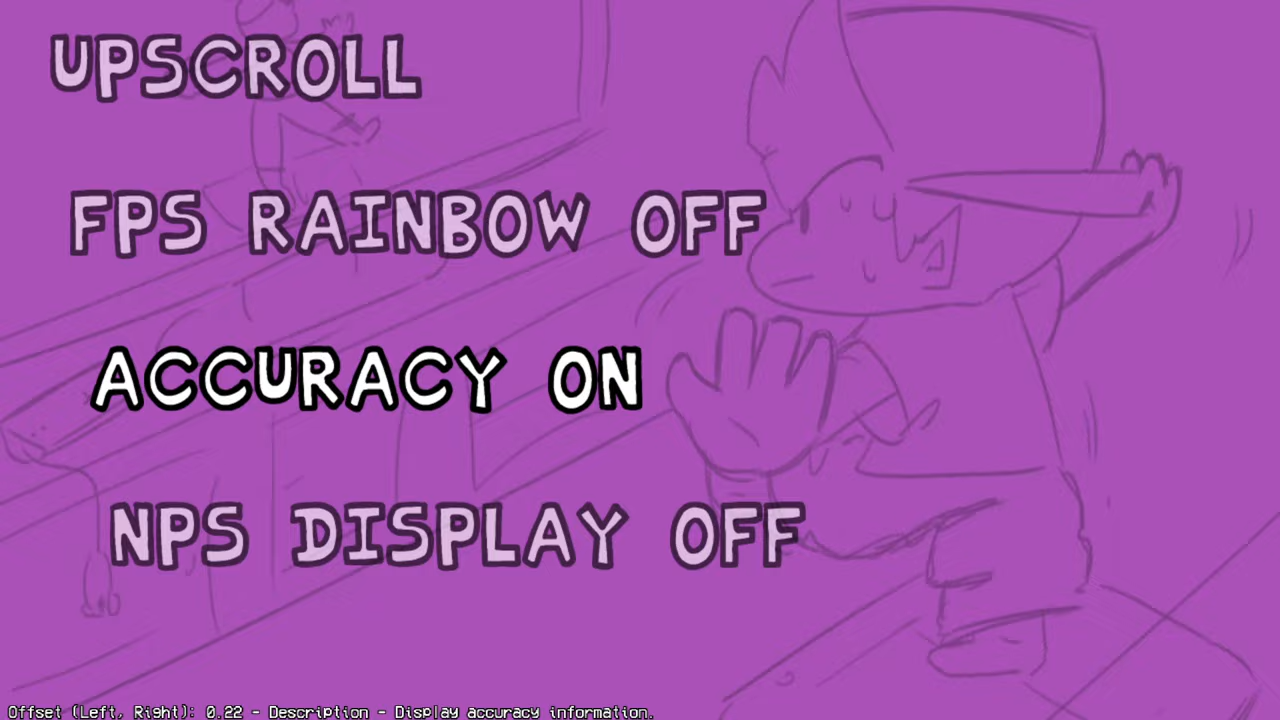 UPSCROLL
FPS RAINBOW OFF
ACCURACY ON
NPS DISPLAY OFF
Offset (Left, Right): 0.22 - Description - Display accuracy information.